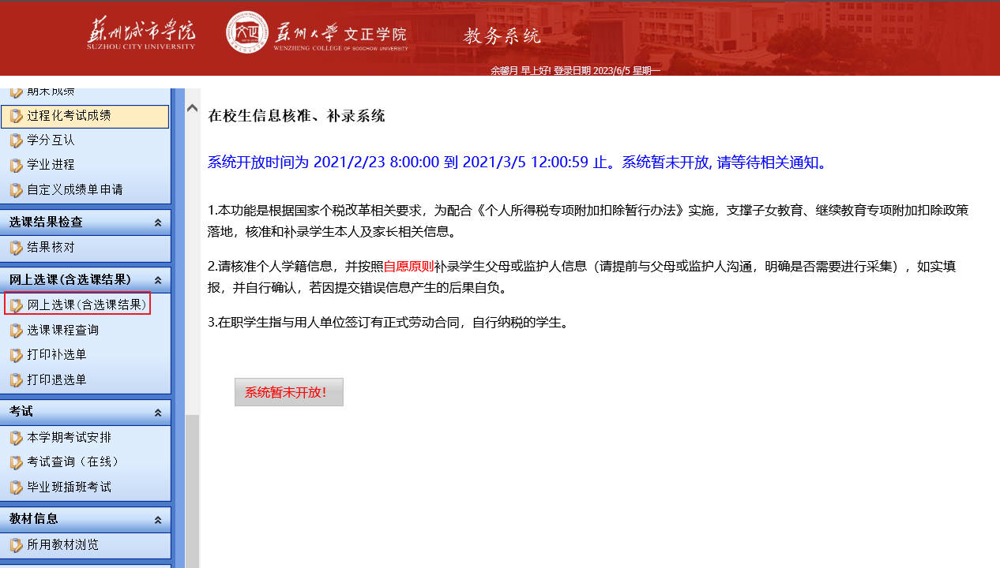 蘇州城市学院
SUZHOU CITY UNIVERSITY
蘇州大学 文正学院
WENZHENG COLLEGE OF SOOCHOW UNIVERSITY
教务系统
余馨月 早上好! 登录日期 2023/6/5 星期一
期末成绩
过程化考试成绩
学分互认
学业进程
自定义成绩单申请
选课结果检查
结果核对
网上选课(含选课结果)
网上选课(含选课结果)
选课课程查询
打印补选单
打印退选单
考试
本学期考试安排
考试查询（在线）
毕业班插班考试
教材信息
所用教材浏览
在校生信息核准、补录系统
系统开放时间为 2021/2/23 8:00:00 到 2021/3/5 12:00:59 止。系统暂未开放, 请等待相关通知。
1.本功能是根据国家个税改革相关要求，为配合《个人所得税专项附加扣除暂行办法》实施，支撑子女教育、继续教育专项附加扣除政策
落地，核准和补录学生本人及家长相关信息。
2.请核准个人学籍信息，并按照自愿原则补录学生父母或监护人信息（请提前与父母或监护人沟通，明确是否需要进行采集），如实填
报，并自行确认，若因提交错误信息产生的后果自负。
3.在职学生指与用人单位签订有正式劳动合同，自行纳税的学生。
系统暂未开放！